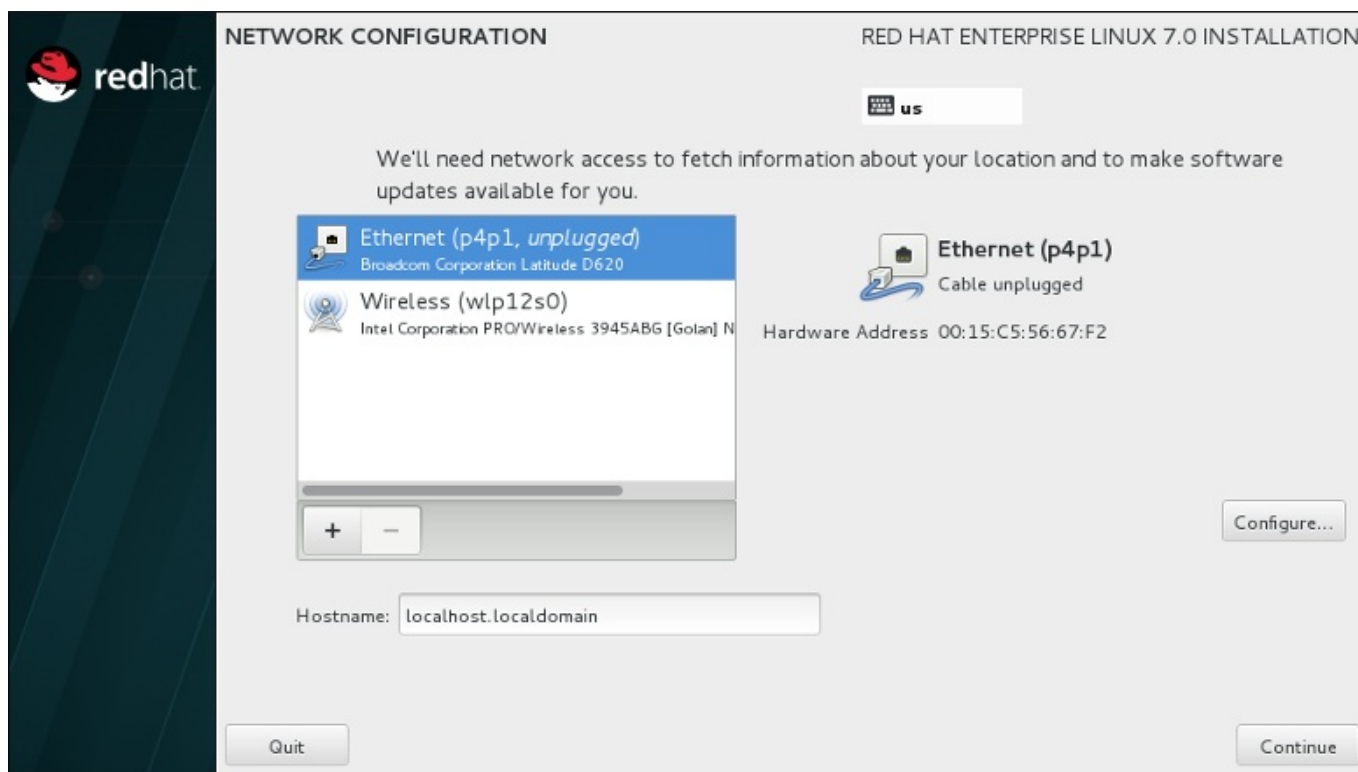 redhat.
NETWORK CONFIGURATION
RED HAT ENTERPRISE LINUX 7.0 INSTALLATION
us
We'll need network access to fetch information about your location and to make software
updates available for you.
Ethernet (p4p1, unplugged)
Broadcom Corporation Latitude D620
Wireless (wlp12s0)
Intel Corporation PRO/Wireless 3945ABG [Golan] N
Ethernet (p4p1)
Cable unplugged
Hardware Address 00:15:C5:56:67:F2
+ −
Configure...
Hostname: localhost.localdomain
Quit
Continue